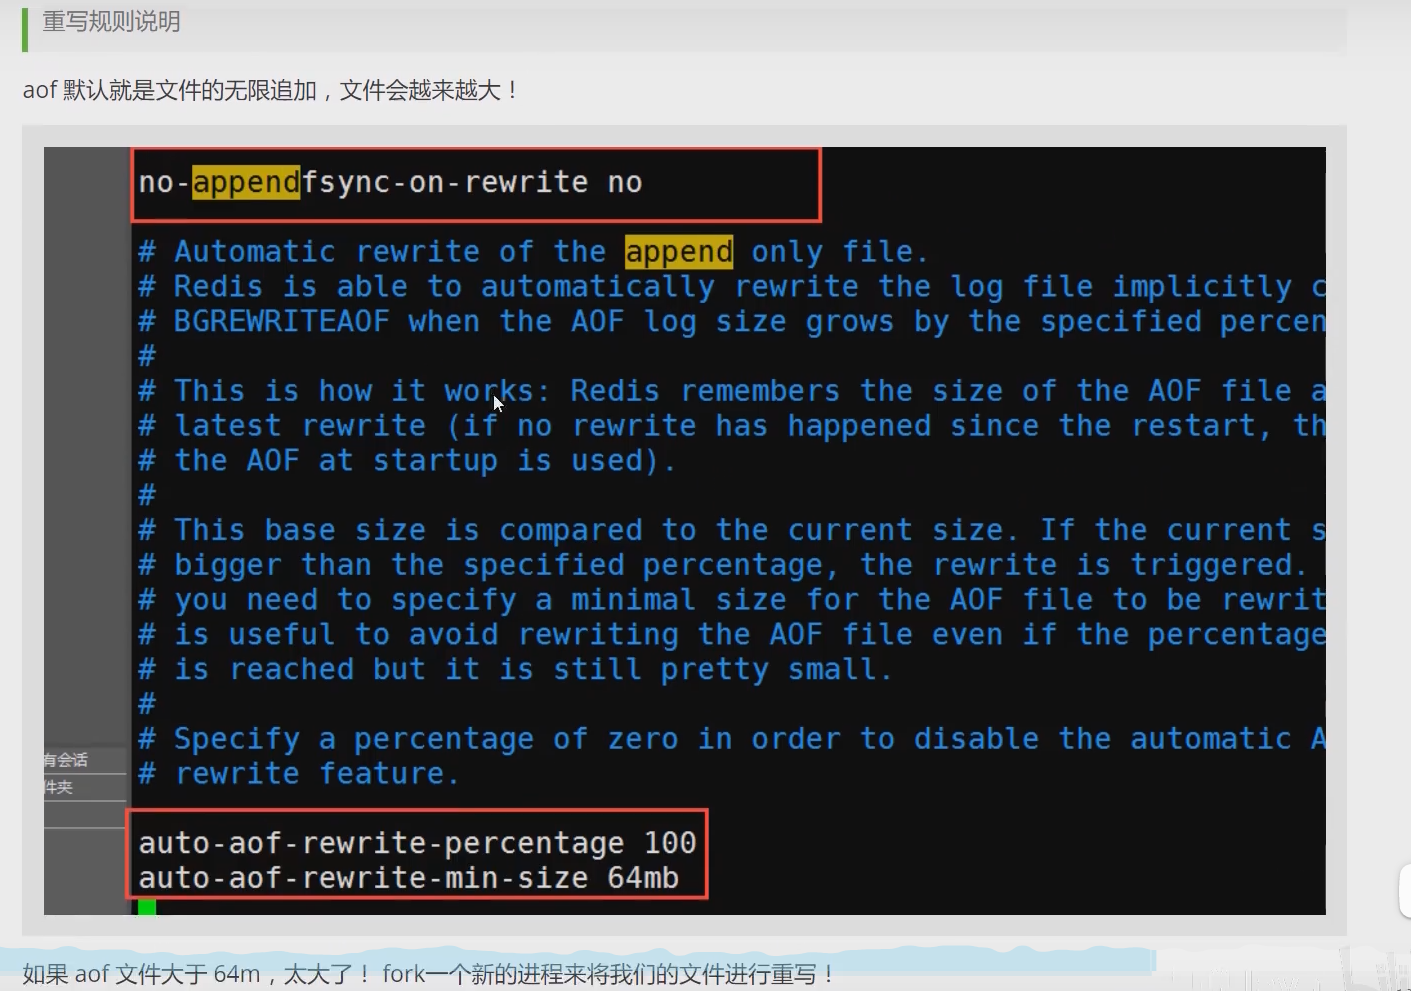 重写规则说明
aof 默认就是文件的无限追加，文件会越来越大！
no-appendfsync-on-rewrite no
# Automatic rewrite of the append only file.
# Redis is able to automatically rewrite the log file implicitly c
# BGREWRITEAOF when the AOF log size grows by the specified percen
#
# This is how it works: Redis remembers the size of the AOF file a
# latest rewrite (if no rewrite has happened since the restart, th
# the AOF at startup is used).
#
# This base size is compared to the current size. If the current s
# bigger than the specified percentage, the rewrite is triggered.
# you need to specify a minimal size for the AOF file to be rewrit
# is useful to avoid rewriting the AOF file even if the percentage
# is reached but it is still pretty small.
#
# Specify a percentage of zero in order to disable the automatic A
# rewrite feature.
有会话
件夹
auto-aof-rewrite-percentage 100
auto-aof-rewrite-min-size 64mb
如果 aof 文件大于 64m，太大了！ fork一个新的进程来将我们的文件进行重写！